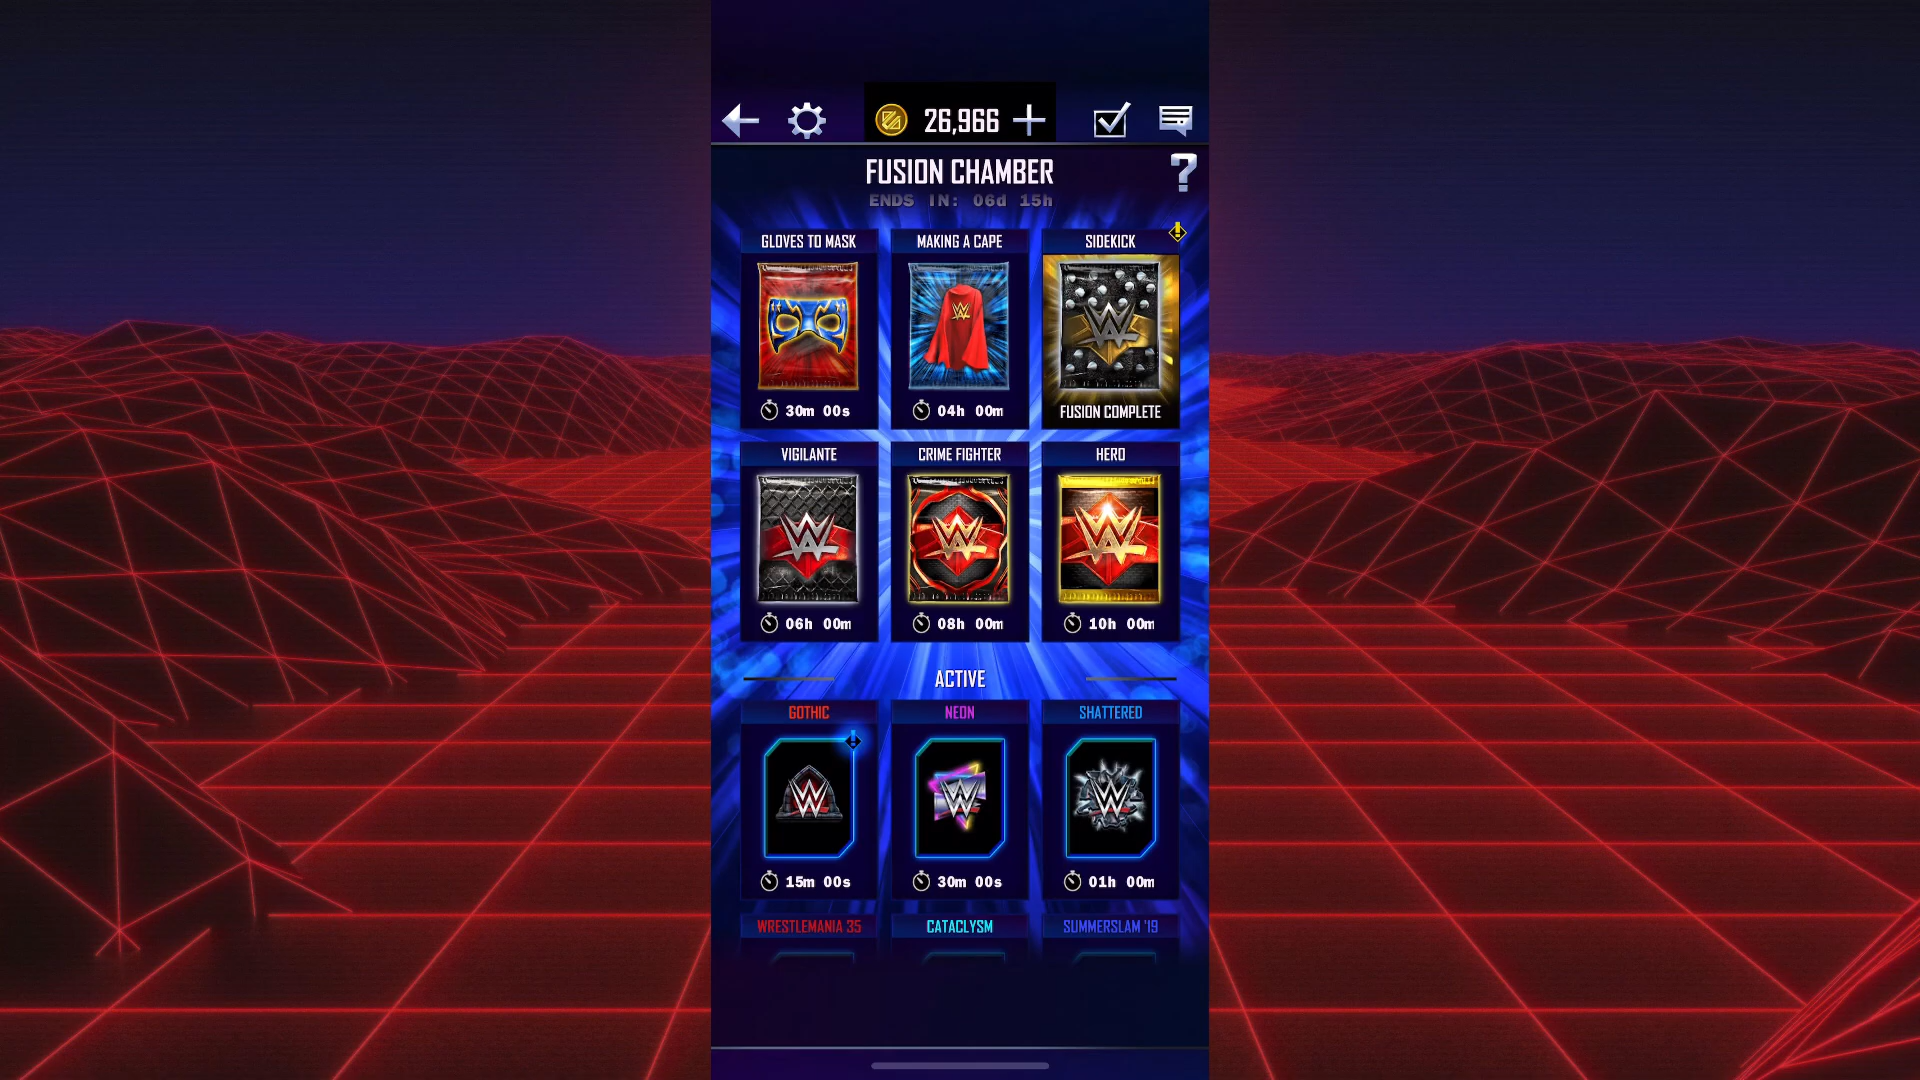 26,966
FUSION CHAMBER
?
ENDS IN: 06d 15h
GLOVES TO MASK
MAKING A CAPE
SIDEKICK
30m 00s
04h 00m
FUSION COMPLETE
VIGILANTE
CRIME FIGHTER
HERO
06h 00m
08h 00m
10h 00m
ACTIVE
GOTHIC
NEON
SHATTERED
15m 00s
30m 00s
01h 00m
WRESTLEMANIA 35
CATACLYSM
SUMMERSLAM '19